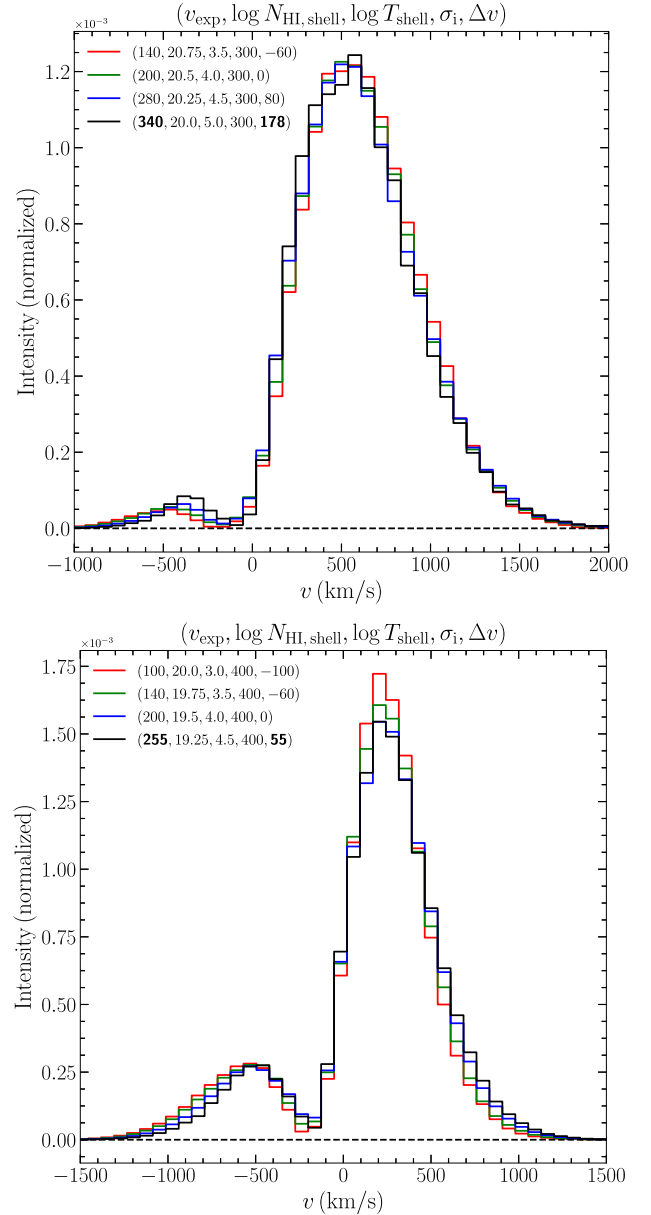 (v_exp, log N_HI, shell, log T_shell, σ_i, Δv)
×10⁻³
(140, 20.75, 3.5, 300, −60)
(200, 20.5, 4.0, 300, 0)
(280, 20.25, 4.5, 300, 80)
(340, 20.0, 5.0, 300, 178)
1.2
1.0
0.8
0.6
0.4
0.2
0.0
Intensity (normalized)
−1000 −500 0 500 1000 1500 2000
v (km/s)
(v_exp, log N_HI, shell, log T_shell, σ_i, Δv)
×10⁻³
(100, 20.0, 3.0, 400, −100)
(140, 19.75, 3.5, 400, −60)
(200, 19.5, 4.0, 400, 0)
(255, 19.25, 4.5, 400, 55)
1.75
1.50
1.25
1.00
0.75
0.50
0.25
0.00
Intensity (normalized)
−1500 −1000 −500 0 500 1000 1500
v (km/s)